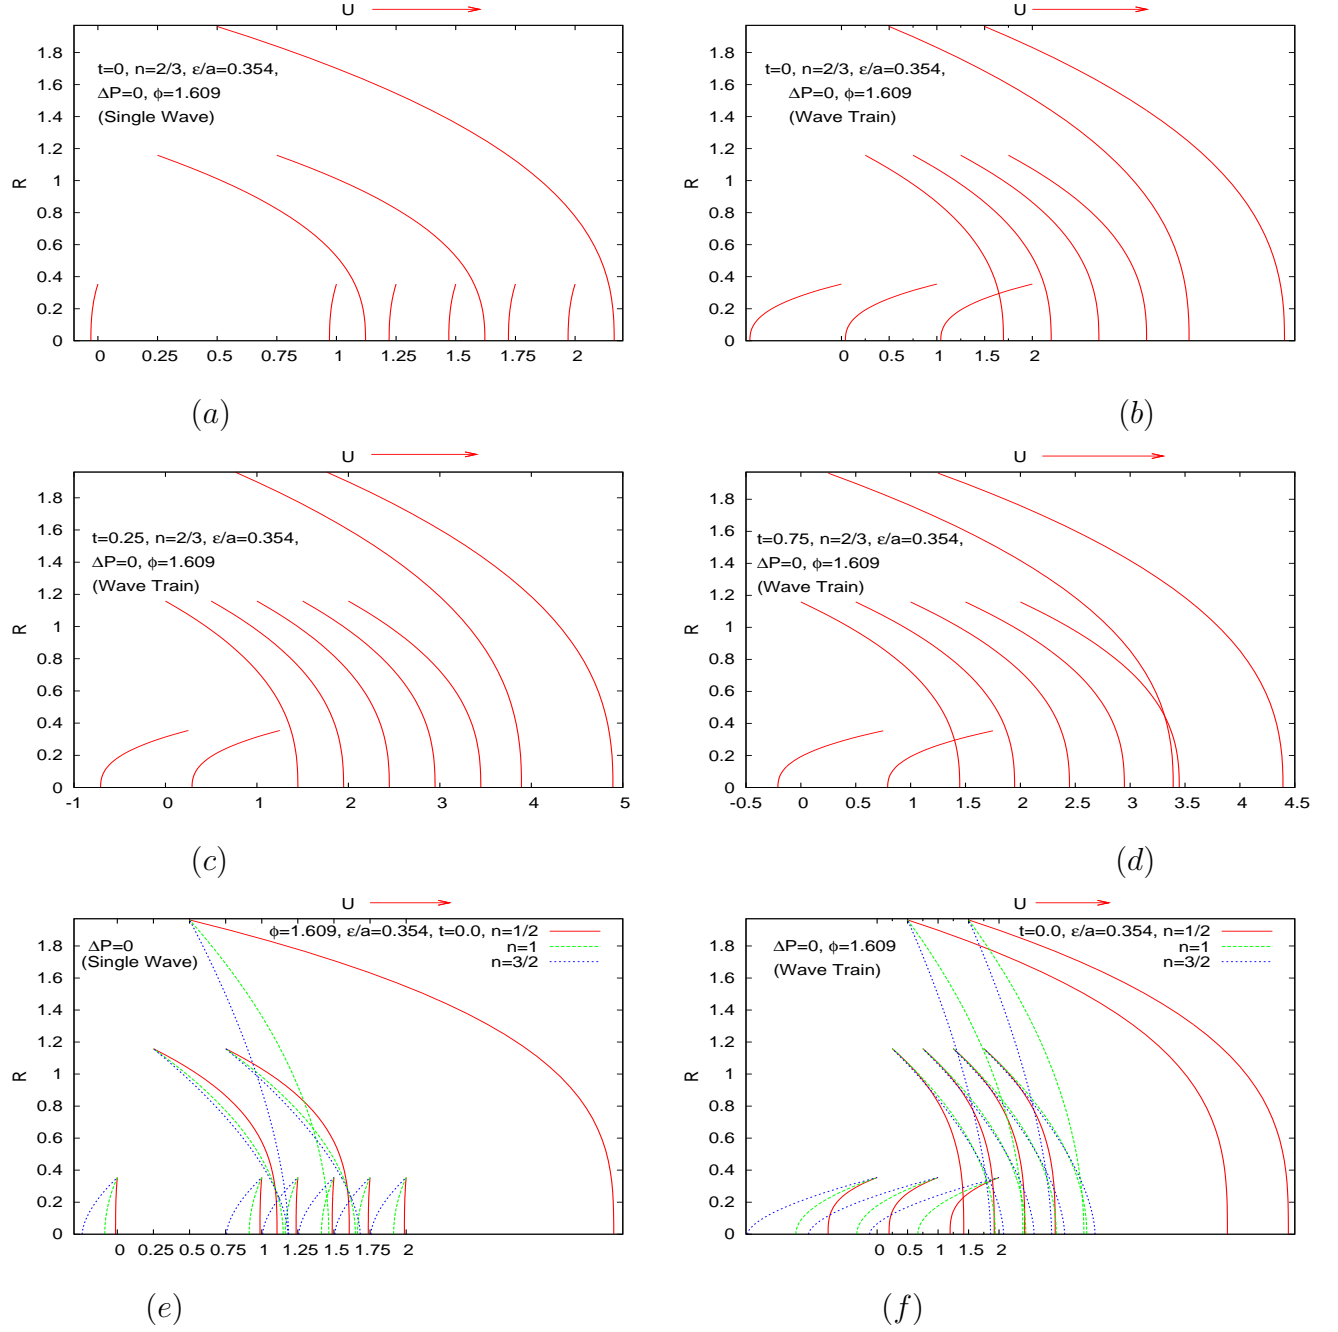 U
t=0, n=2/3, ε/a=0.354,
ΔP=0, ϕ=1.609
(Single Wave)
R
1.8
1.6
1.4
1.2
1
0.8
0.6
0.4
0.2
0
0 0.25 0.5 0.75 1 1.25 1.5 1.75 2
(a)
U
t=0, n=2/3, ε/a=0.354,
ΔP=0, ϕ=1.609
(Wave Train)
R
1.8
1.6
1.4
1.2
1
0.8
0.6
0.4
0.2
0
0 0.5 1 1.5 2
(b)
U
t=0.25, n=2/3, ε/a=0.354,
ΔP=0, ϕ=1.609
(Wave Train)
R
1.8
1.6
1.4
1.2
1
0.8
0.6
0.4
0.2
0
-1 0 1 2 3 4 5
(c)
U
t=0.75, n=2/3, ε/a=0.354,
ΔP=0, ϕ=1.609
(Wave Train)
R
1.8
1.6
1.4
1.2
1
0.8
0.6
0.4
0.2
0
-0.5 0 0.5 1 1.5 2 2.5 3 3.5 4 4.5
(d)
U
ϕ=1.609, ε/a=0.354, t=0.0, n=1/2
n=1
n=3/2
ΔP=0
(Single Wave)
R
1.8
1.6
1.4
1.2
1
0.8
0.6
0.4
0.2
0
0 0.25 0.5 0.75 1 1.25 1.5 1.75 2
(e)
U
t=0.0, ε/a=0.354, n=1/2
n=1
n=3/2
ΔP=0, ϕ=1.609
(Wave Train)
R
1.8
1.6
1.4
1.2
1
0.8
0.6
0.4
0.2
0
0 0.5 1 1.5 2
(f)